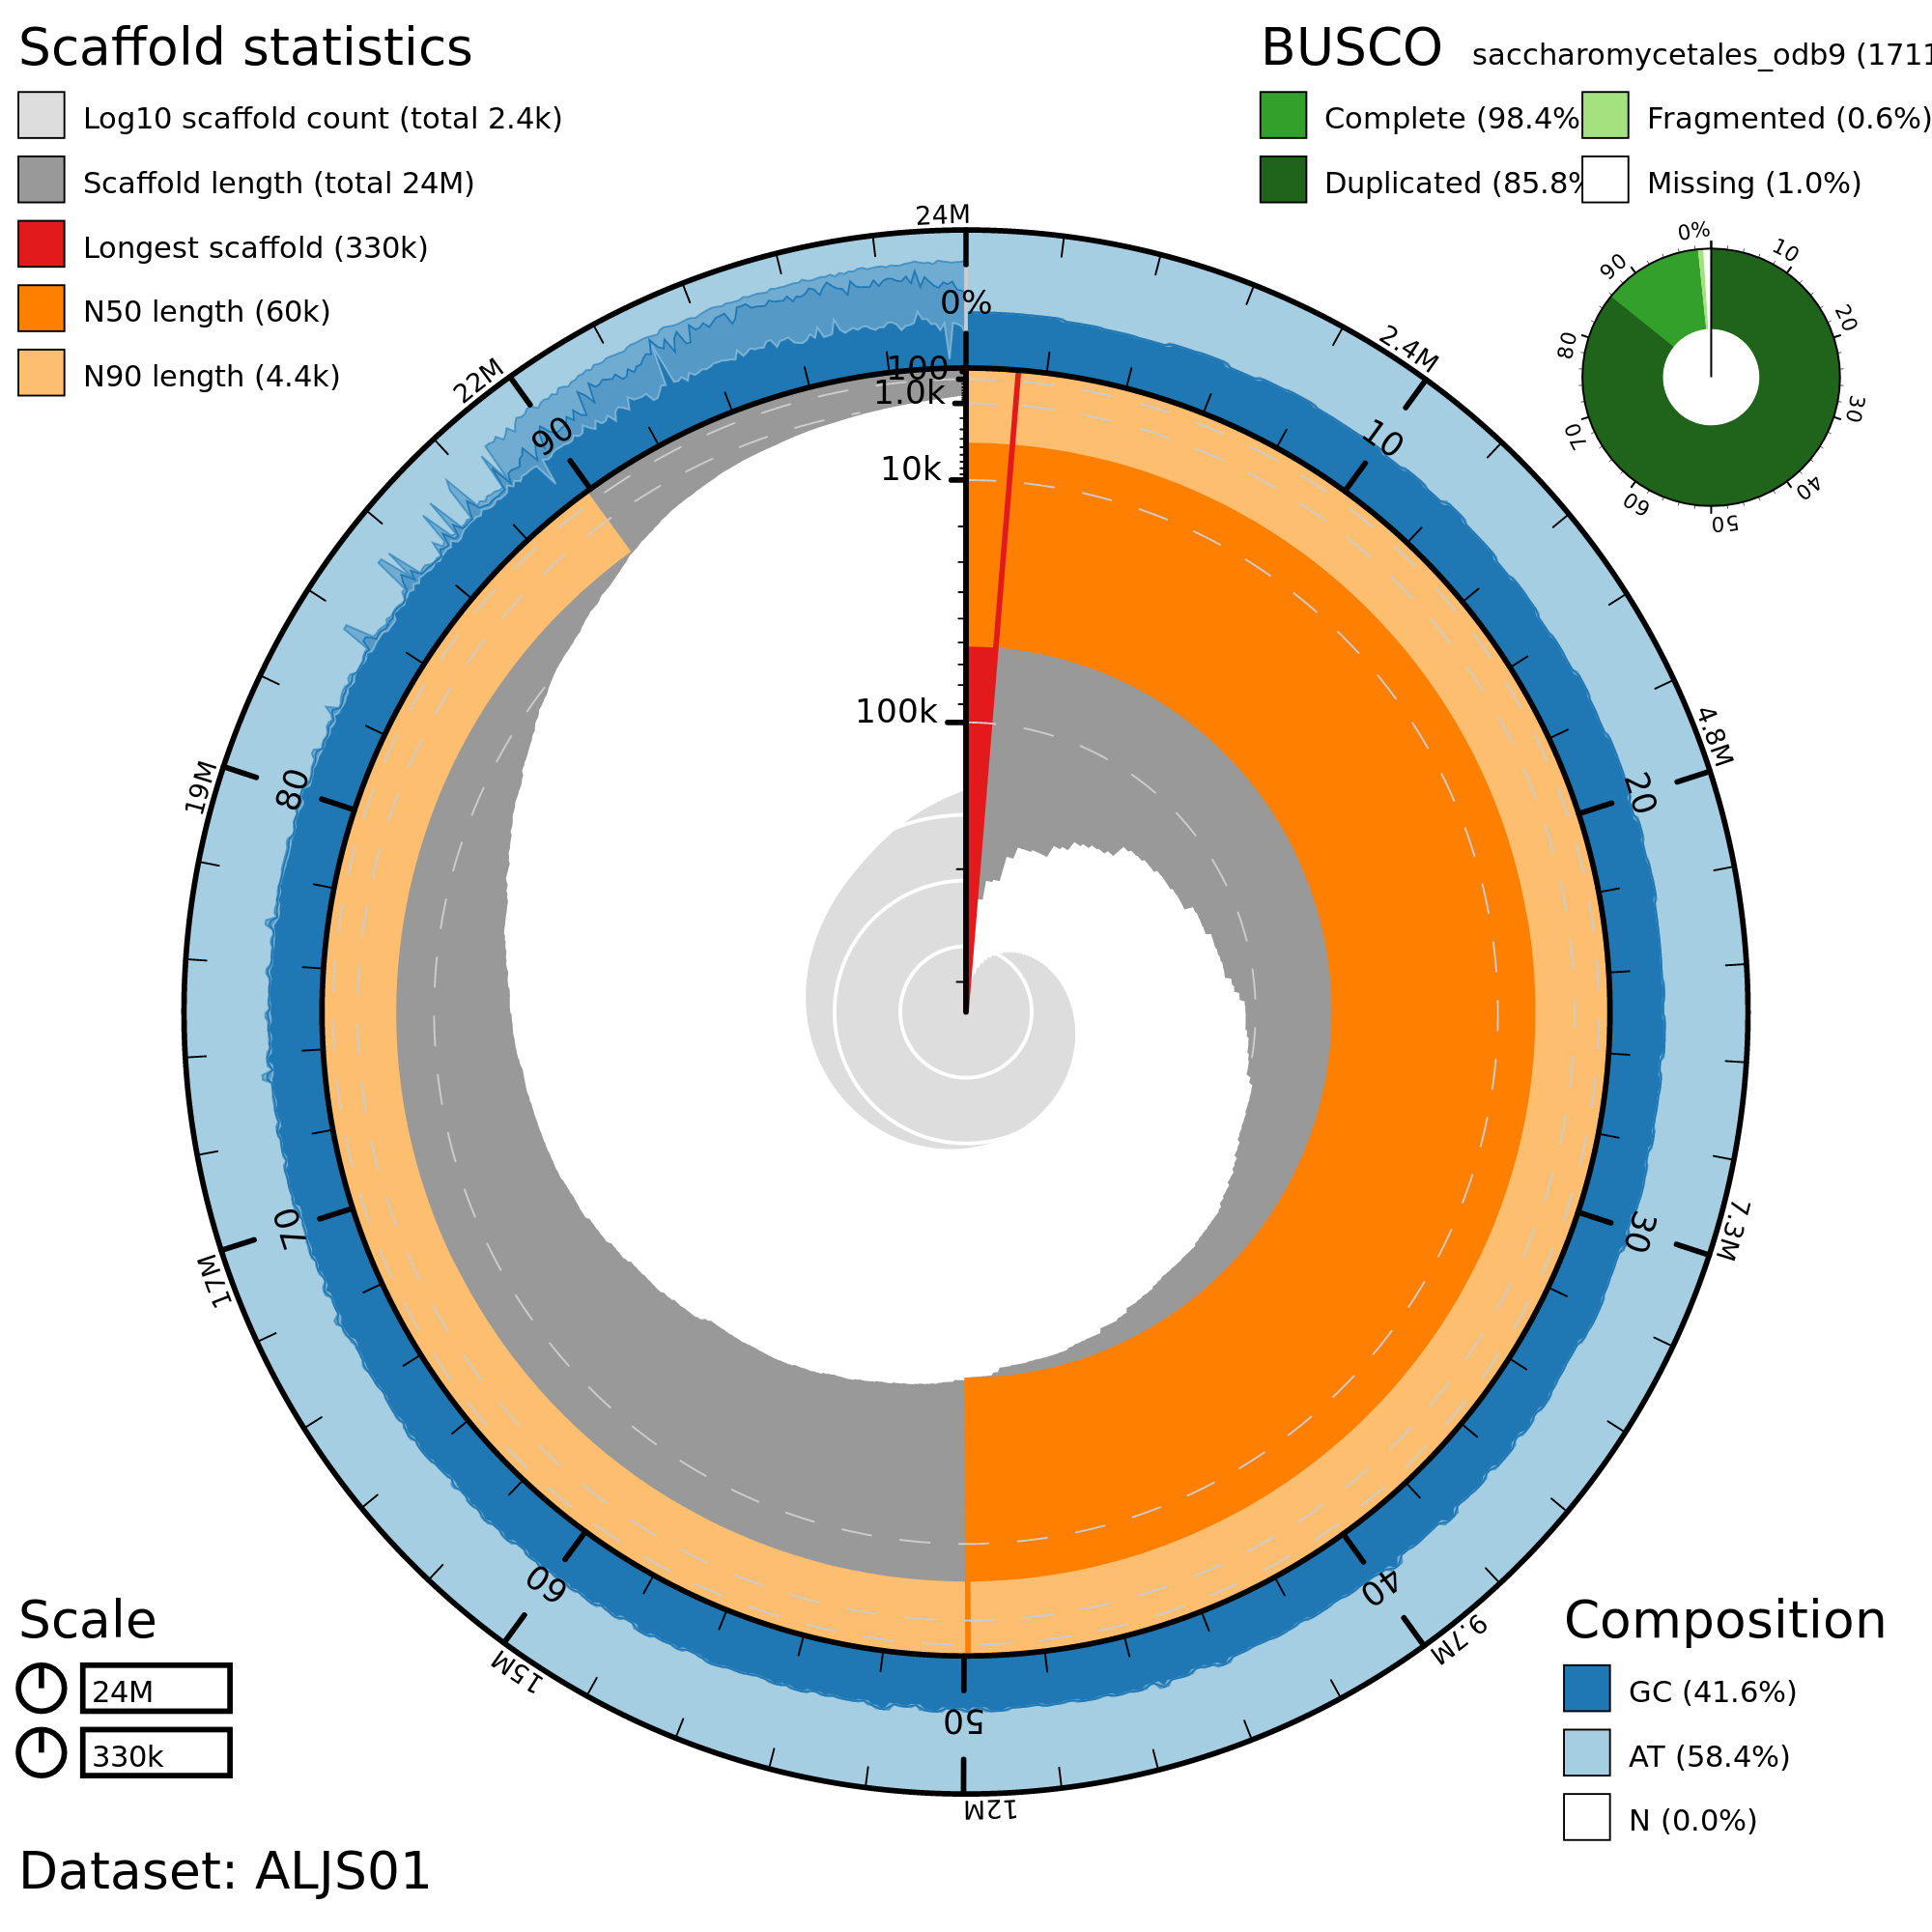 Scaffold statistics
Log10 scaffold count (total 2.4k)
Scaffold length (total 24M)
Longest scaffold (330k)
N50 length (60k)
N90 length (4.4k)
BUSCO saccharomycetales_odb9 (1711
Complete (98.4%
Fragmented (0.6%)
Duplicated (85.8%
Missing (1.0%)
0%
10
20
30
40
50
60
70
80
90
24M
2.4M
4.8M
7.3M
9.7M
12M
15M
17M
19M
22M
0%
10
20
30
40
50
60
70
80
90
100
1.0k
10k
100k
Scale
24M
330k
Composition
GC (41.6%)
AT (58.4%)
N (0.0%)
Dataset: ALJS01